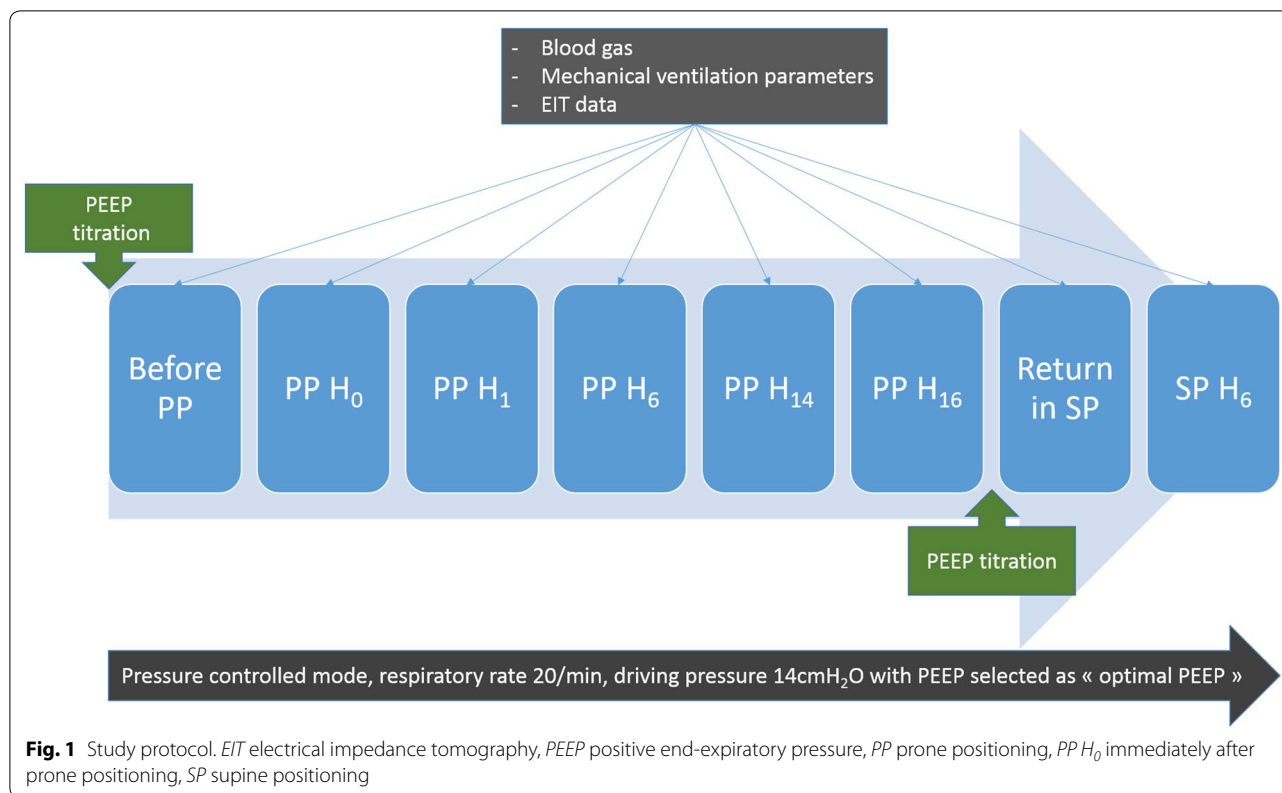 - Blood gas
- Mechanical ventilation parameters
- EIT data
PEEP
titration
Before
PP
PP H₀
PP H₁
PP H₆
PP H₁₄
PP H₁₆
Return
in SP
SP H₆
PEEP titration
Pressure controlled mode, respiratory rate 20/min, driving pressure 14cmH₂O with PEEP selected as « optimal PEEP »
Fig. 1 Study protocol. EIT electrical impedance tomography, PEEP positive end-expiratory pressure, PP prone positioning, PP H₀ immediately after
prone positioning, SP supine positioning